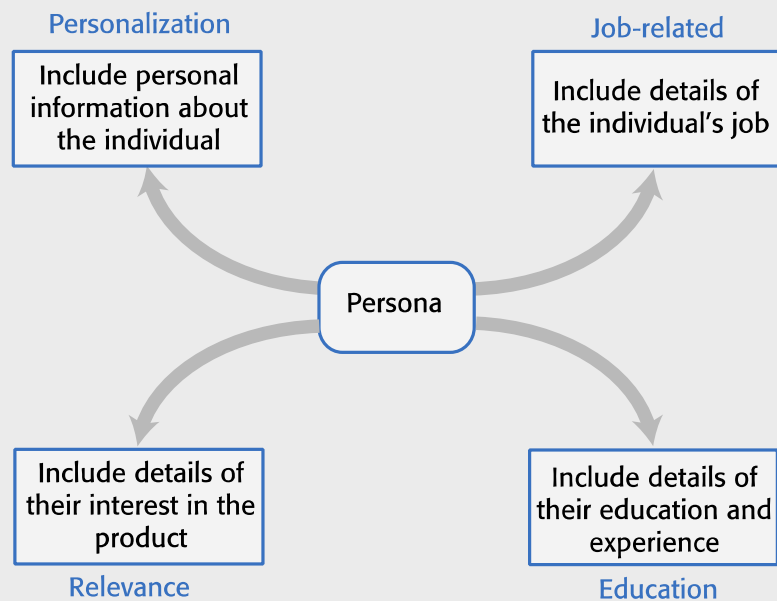 Personalization
Include personal
information about
the individual
Job-related
Include details of
the individual's job
Persona
Include details of
their interest in the
product
Relevance
Include details of
their education and
experience
Education